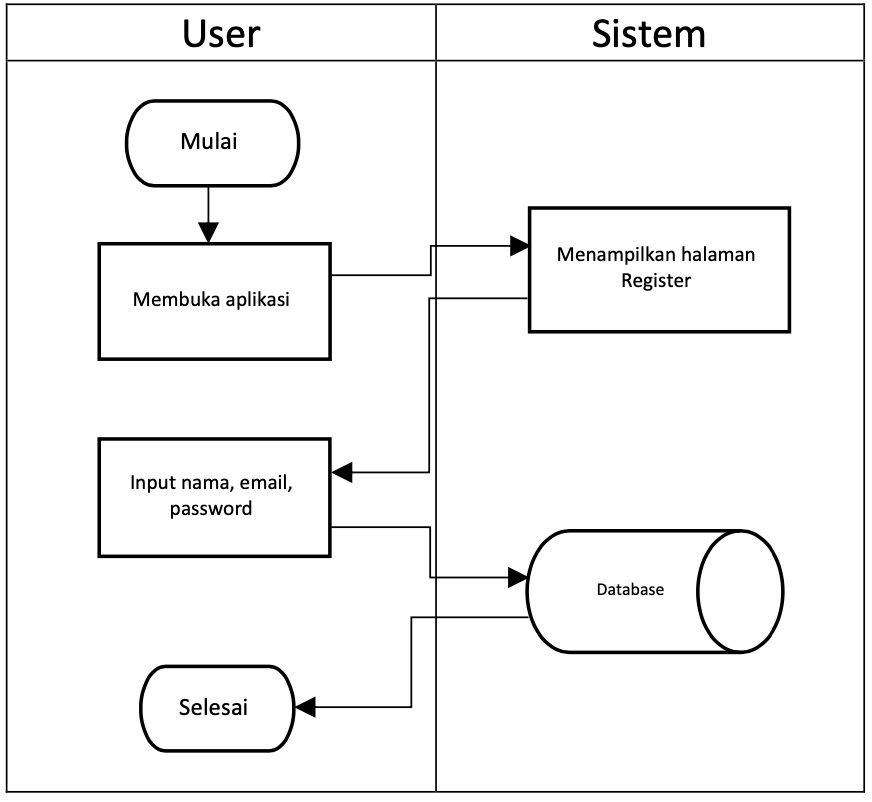 User
Sistem
Mulai
Membuka aplikasi
Menampilkan halaman
Register
Input nama, email,
password
Database
Selesai